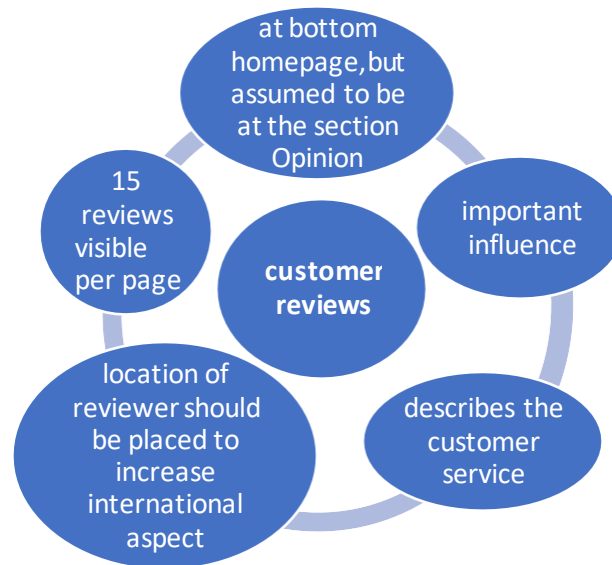 at bottom
homepage, but
assumed to be
at the section
Opinion
important
influence
describes the
customer
service
location of
reviewer should
be placed to
increase
international
aspect
15
reviews
visible
per page
customer
reviews